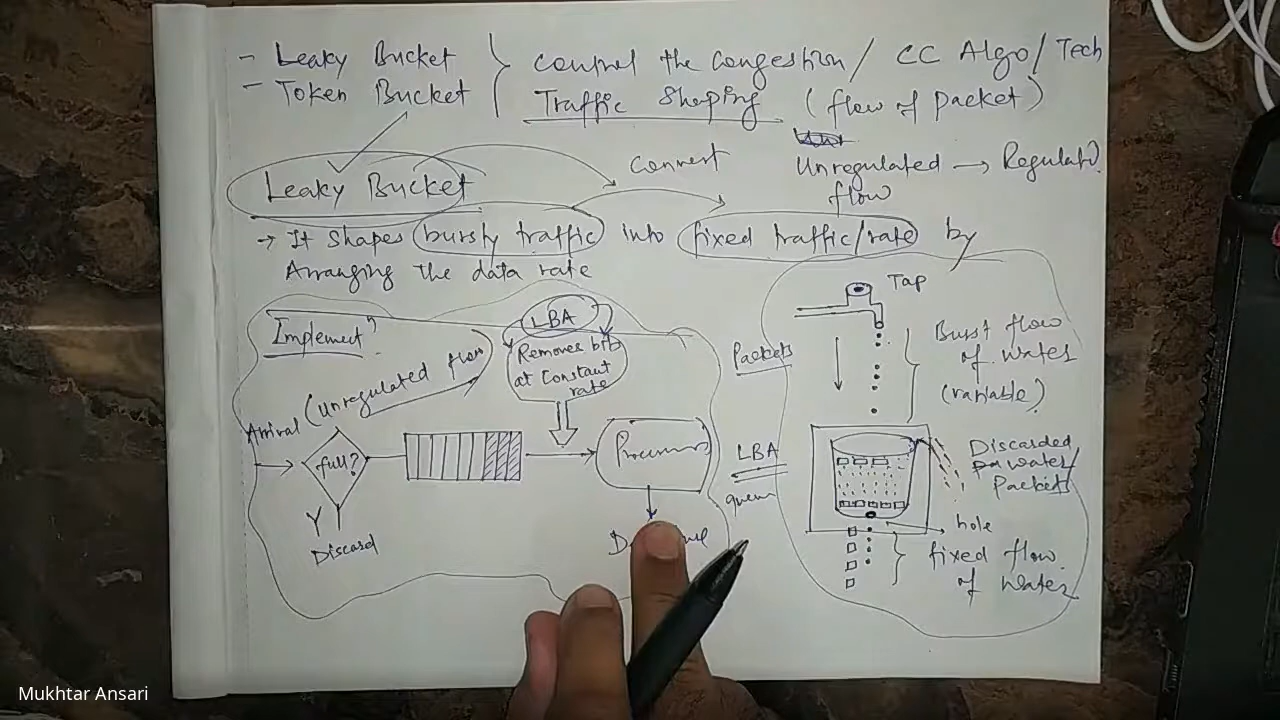 - Leaky Bucket
- Token Bucket
control the congestion / CC Algo/Tech
Traffic Shaping (flow of packet)
Unregulated → Regulated
flow
convert
Leaky Bucket
→ It shapes bursty traffic into fixed traffic/rate by
Arranging the data rate
Implement
LBA
Removes bits
at Constant
rate
Arrival (Unregulated flow)
full?
Y
Discard
Processor
Packets
LBA
queue
Tap
Burst flow
of water
(variable)
Discarded
water/
Packets
hole
fixed flow
of water
Mukhtar Ansari